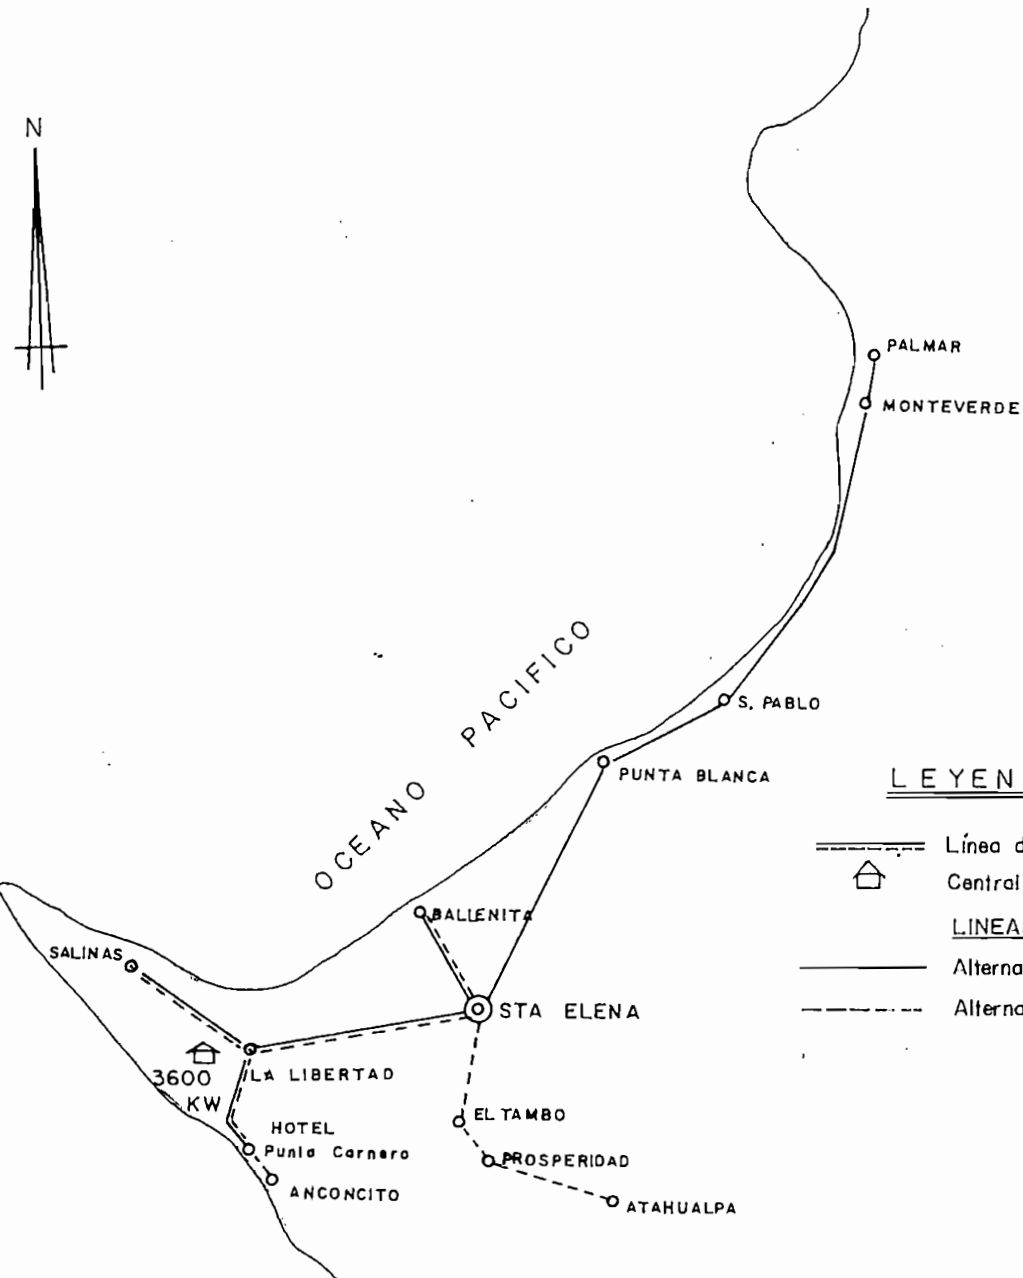 N
PALMAR
MONTEVERDE
OCEANO PACIFICO
S. PABLO
PUNTA BLANCA
LEYEN
Línea d
Central
LINEA
Alterna
Alterna
BALLENITA
SALINAS
STA ELENA
LA LIBERTAD
3600
KW
EL TAMBO
HOTEL
Punta Carnero
PROSPERIDAD
ANCONCITO
ATAHUALPA